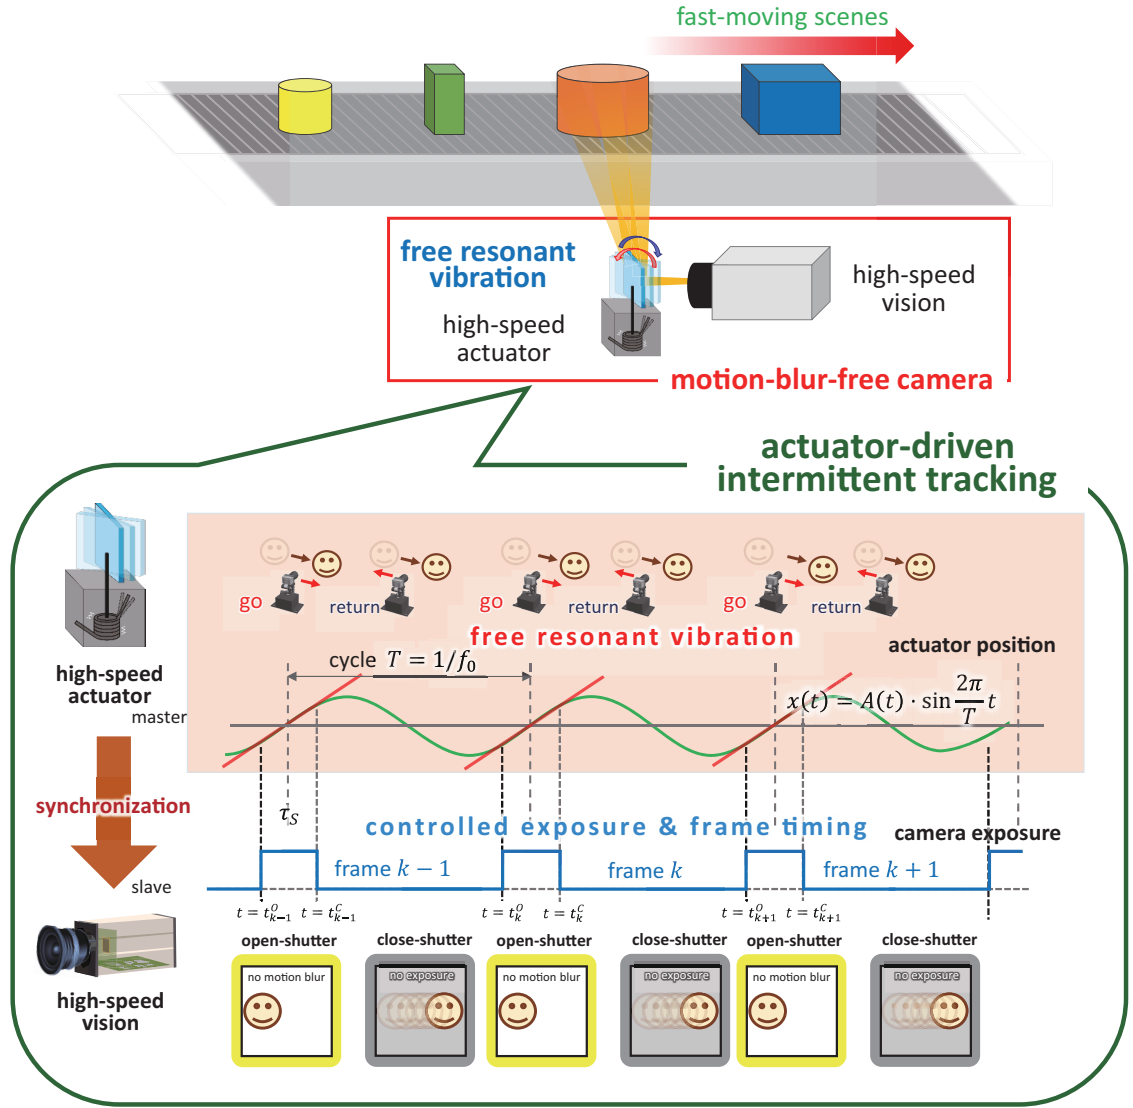 fast-moving scenes
free resonant
vibration
high-speed
actuator
high-speed
vision
motion-blur-free camera
actuator-driven
intermittent tracking
go
return
go
return
go
return
free resonant vibration
actuator position
cycle T = 1/f₀
x(t) = A(t) · sin 2π/T t
high-speed
actuator
master
synchronization
τ_S
controlled exposure & frame timing
camera exposure
frame k − 1
frame k
frame k + 1
slave
t = t^O_{k−1}
t = t^C_{k−1}
t = t^O_k
t = t^C_k
t = t^O_{k+1}
t = t^C_{k+1}
open-shutter
close-shutter
open-shutter
close-shutter
open-shutter
close-shutter
no motion blur
no exposure
no motion blur
no exposure
no motion blur
no exposure
high-speed
vision